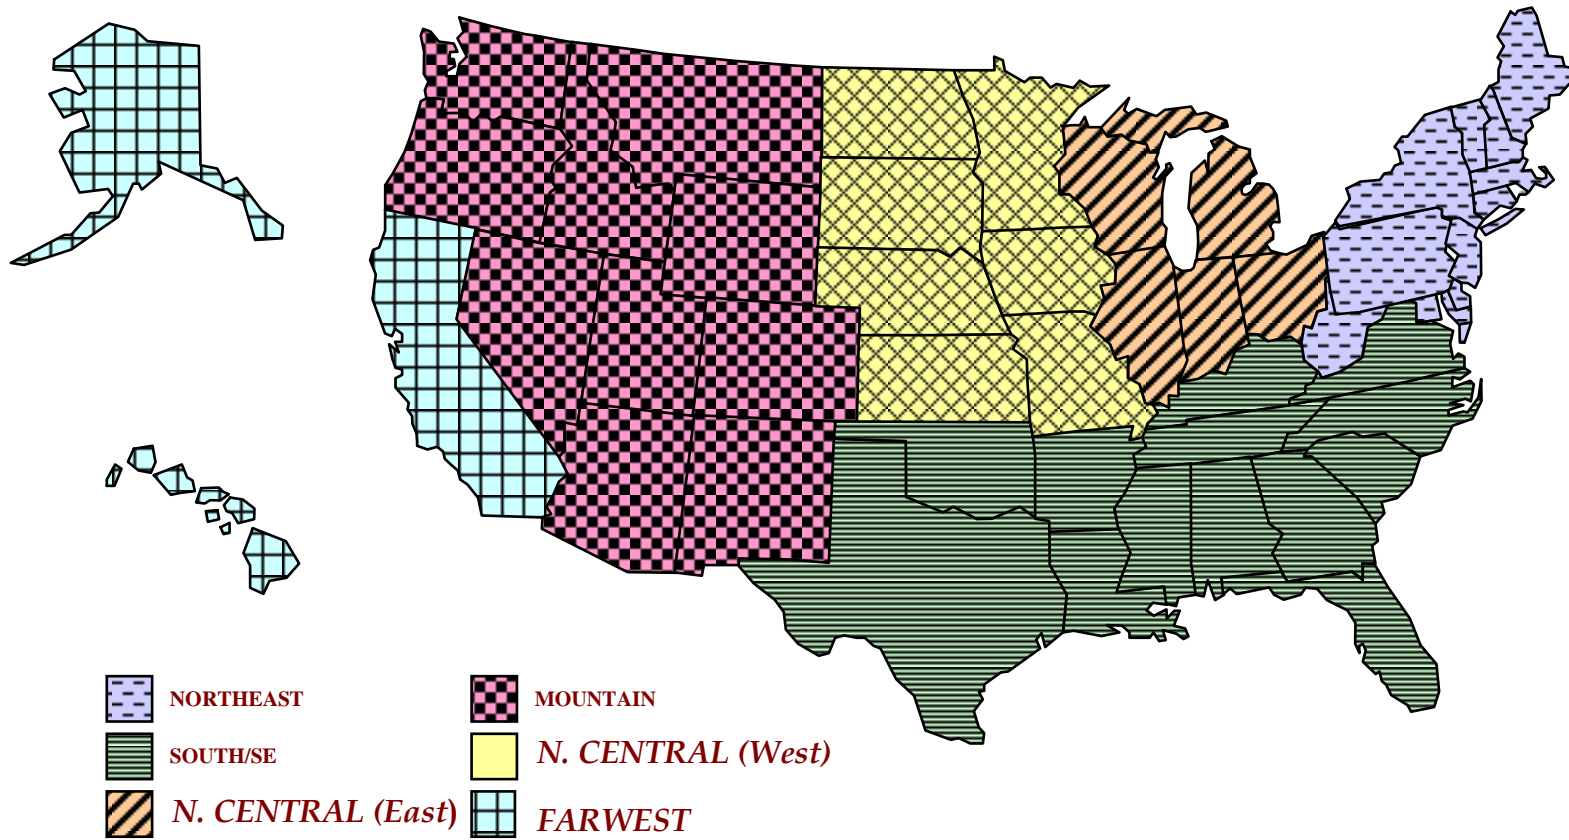 NORTHEAST
MOUNTAIN
SOUTH/SE
N. CENTRAL (West)
N. CENTRAL (East)
FARWEST